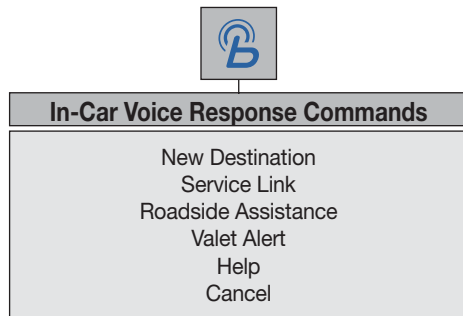 In-Car Voice Response Commands
New Destination
Service Link
Roadside Assistance
Valet Alert
Help
Cancel